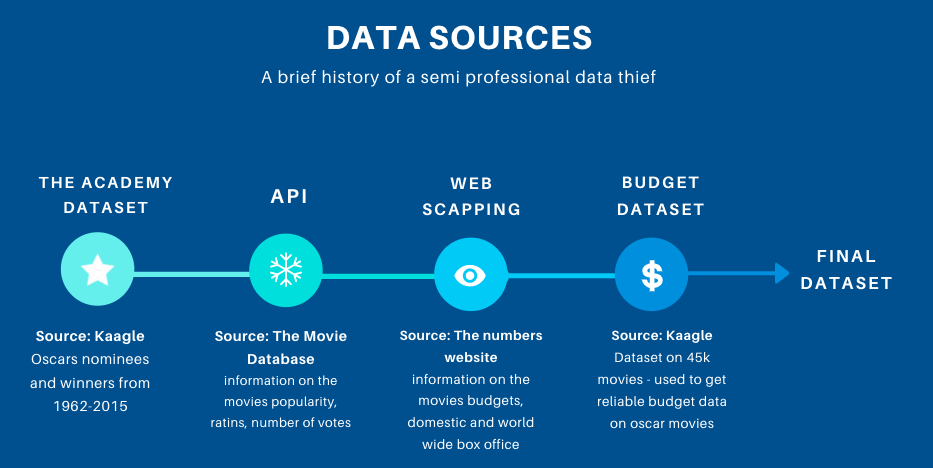 DATA SOURCES
A brief history of a semi professional data thief
THE ACADEMY
DATASET
API
WEB
SCAPPING
BUDGET
DATASET
FINAL
DATASET
Source: Kaagle
Oscars nominees
and winners from
1962-2015
Source: The Movie
Database
information on the
movies popularity,
ratins, number of votes
Source: The numbers
website
information on the
movies budgets,
domestic and world
wide box office
Source: Kaagle
Dataset on 45k
movies - used to get
reliable budget data
on oscar movies